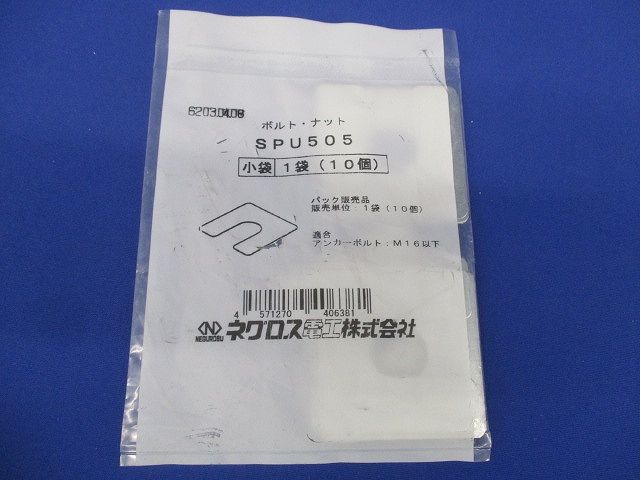 ボルト・ナット
SPU505
小袋 1袋(10個)
パック販売品
販売単位:1袋(10個)
適合
アンカーボルト:M16以下
4 571270 406381
NEGUROSU ネグロス電工株式会社